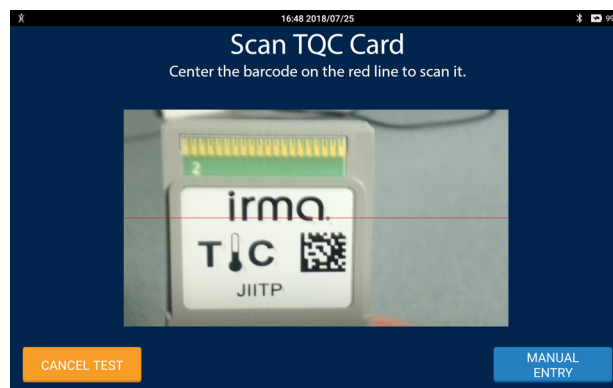 16:48 2018/07/25
99
Scan TQC Card
Center the barcode on the red line to scan it.
2
irma
T C
JIITP
CANCEL TEST
MANUAL
ENTRY